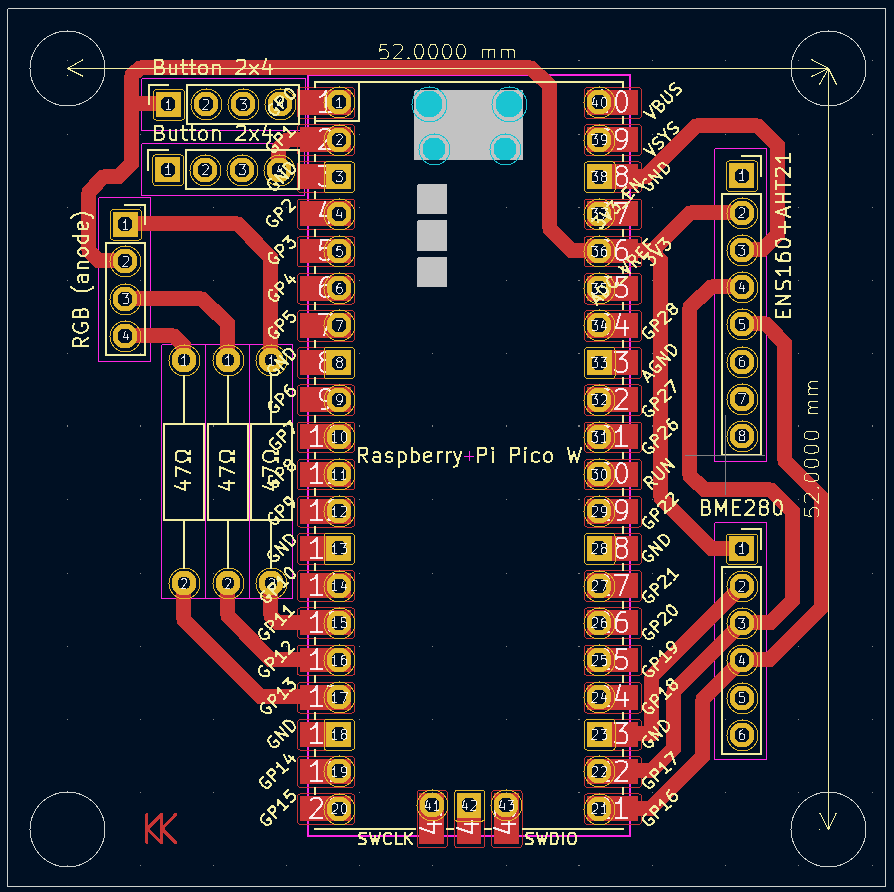 52.0000 mm
Button 2x4
1 2 3 4
Button 2x4
1 2 3 4
RGB (anode)
1
2
3
4
1 1 1
47Ω 47Ω 47Ω
2 2 2
GP0
GP1
GND
GP2
GP3
GP4
GP5
GND
GP6
GP7
GP8
GP9
GND
GP10
GP11
GP12
GP13
GND
GP14
GP15
1
2
3
4
5
6
7
8
9
10
11
12
13
14
15
16
17
18
19
20
Raspberry Pi Pico W
SWCLK
41 42 43
SWDIO
40
39
38
37
36
35
34
33
32
31
30
29
28
27
26
25
24
23
22
21
VBUS
VSYS
GND
3V3_EN
3V3
ADC_VREF
GP28
AGND
GP27
GP26
RUN
GP22
GND
GP21
GP20
GP19
GP18
GND
GP17
GP16
ENS160+AHT21
1
2
3
4
5
6
7
8
52.0000 mm
BME280
1
2
3
4
5
6
KK